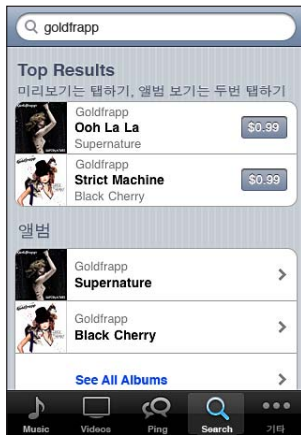 goldfrapp
Top Results
미리보기는 탭하기, 앨범 보기는 두번 탭하기
Goldfrapp
Ooh La La
Supernature
$0.99
Goldfrapp
Strict Machine
Black Cherry
$0.99
앨범
Goldfrapp
Supernature
Goldfrapp
Black Cherry
See All Albums
Music
Videos
Ping
Search
기타